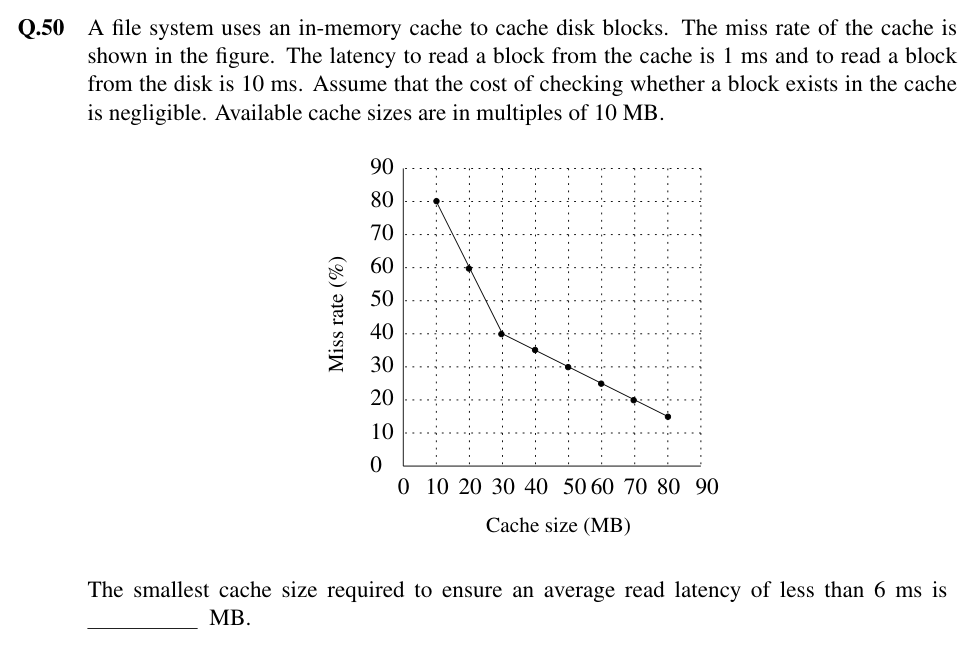 Q.50 A file system uses an in-memory cache to cache disk blocks. The miss rate of the cache is
shown in the figure. The latency to read a block from the cache is 1 ms and to read a block
from the disk is 10 ms. Assume that the cost of checking whether a block exists in the cache
is negligible. Available cache sizes are in multiples of 10 MB.
90
80
70
60
50
40
30
20
10
0
Miss rate (%)
0 10 20 30 40 50 60 70 80 90
Cache size (MB)
The smallest cache size required to ensure an average read latency of less than 6 ms is
__________ MB.